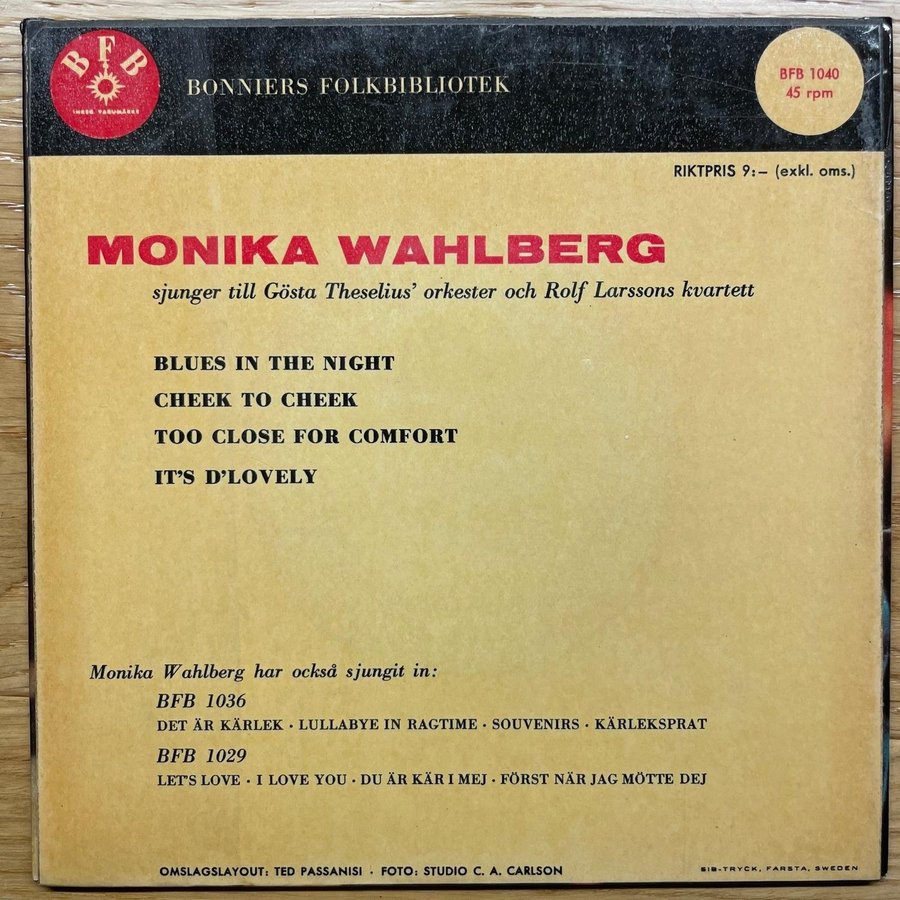 BFB
INREG. VARUMÄRKE
BONNIERS FOLKBIBLIOTEK
BFB 1040
45 rpm
RIKTPRIS 9:– (exkl. oms.)
MONIKA WAHLBERG
sjunger till Gösta Theselius' orkester och Rolf Larssons kvartett
BLUES IN THE NIGHT
CHEEK TO CHEEK
TOO CLOSE FOR COMFORT
IT'S D'LOVELY
Monika Wahlberg har också sjungit in:
BFB 1036
DET ÄR KÄRLEK · LULLABYE IN RAGTIME · SOUVENIRS · KÄRLEKSPRAT
BFB 1029
LET'S LOVE · I LOVE YOU · DU ÄR KÄR I MEJ · FÖRST NÄR JAG MÖTTE DEJ
OMSLAGSLAYOUT: TED PASSANISI · FOTO: STUDIO C. A. CARLSON
SIB-TRYCK, FARSTA, SWEDEN